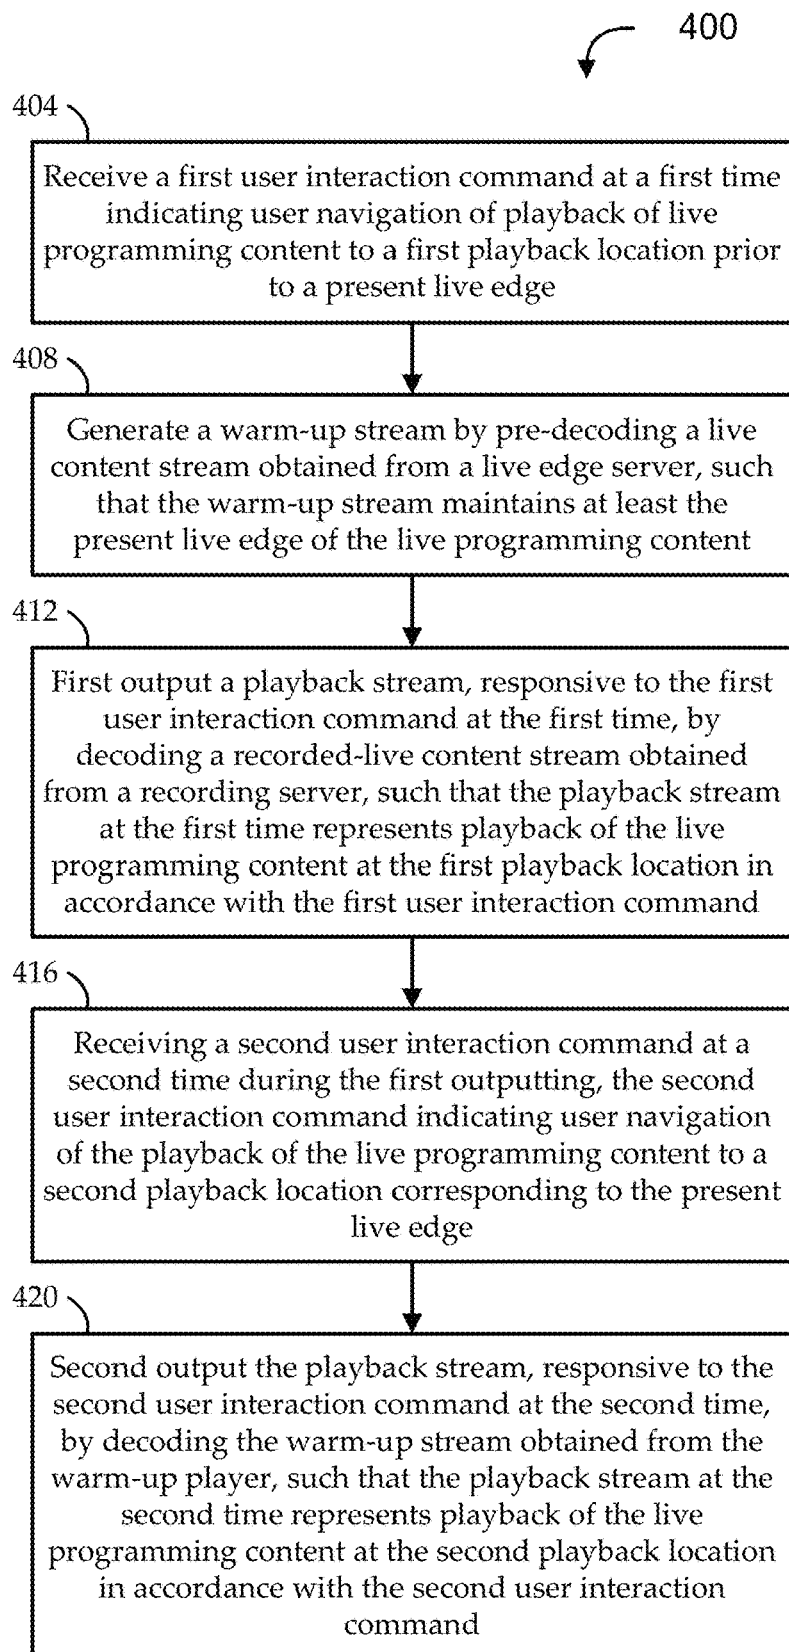 400
404
Receive a first user interaction command at a first time
indicating user navigation of playback of live
programming content to a first playback location prior
to a present live edge
408
Generate a warm-up stream by pre-decoding a live
content stream obtained from a live edge server, such
that the warm-up stream maintains at least the
present live edge of the live programming content
412
First output a playback stream, responsive to the first
user interaction command at the first time, by
decoding a recorded-live content stream obtained
from a recording server, such that the playback stream
at the first time represents playback of the live
programming content at the first playback location in
accordance with the first user interaction command
416
Receiving a second user interaction command at a
second time during the first outputting, the second
user interaction command indicating user navigation
of the playback of the live programming content to a
second playback location corresponding to the present
live edge
420
Second output the playback stream, responsive to the
second user interaction command at the second time,
by decoding the warm-up stream obtained from the
warm-up player, such that the playback stream at the
second time represents playback of the live
programming content at the second playback location
in accordance with the second user interaction
command